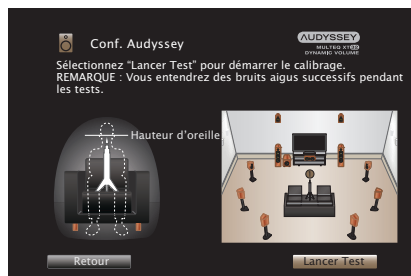 Conf. Audyssey
AUDYSSEY
MULTEQ XT32
DYNAMIC VOLUME
Sélectionnez “Lancer Test” pour démarrer le calibrage.
REMARQUE : Vous entendrez des bruits aigus successifs pendant
les tests.
Hauteur d’oreille
Retour
Lancer Test